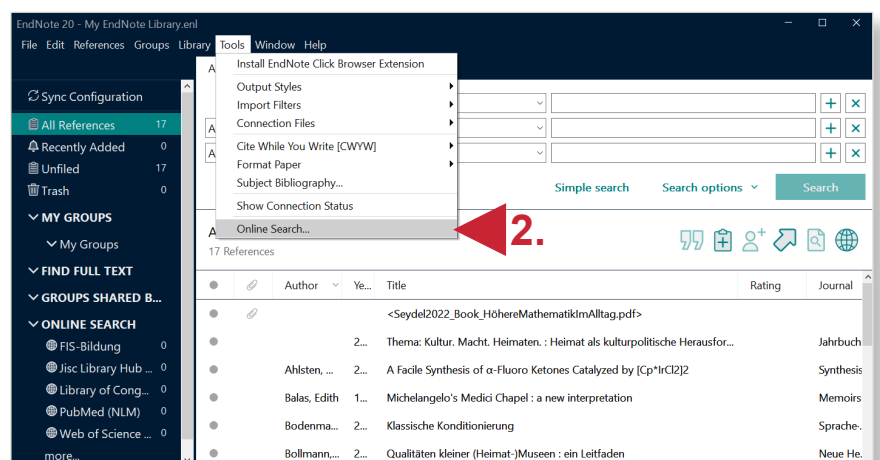 EndNote 20 - My EndNote Library.enl
File Edit References Groups Library Tools Window Help
Install EndNote Click Browser Extension
Output Styles
Import Filters
Connection Files
Cite While You Write [CWYW]
Format Paper
Subject Bibliography...
Show Connection Status
Online Search...
2.
Sync Configuration
All References 17
Recently Added 0
Unfiled 17
Trash 0
MY GROUPS
My Groups
FIND FULL TEXT
GROUPS SHARED B...
ONLINE SEARCH
FIS-Bildung 0
Jisc Library Hub ... 0
Library of Cong... 0
PubMed (NLM) 0
Web of Science ... 0
more...
A
A
A
Simple search Search options Search
A
17 References
Author Ye... Title Rating Journal
<Seydel2022_Book_HöhereMathematikImAlltag.pdf>
2... Thema: Kultur. Macht. Heimaten. : Heimat als kulturpolitische Herausfor... Jahrbuch
Ahlsten, ... 2... A Facile Synthesis of α-Fluoro Ketones Catalyzed by [Cp*IrCl2]2 Synthesis
Balas, Edith 1... Michelangelo's Medici Chapel : a new interpretation Memoirs
Bodenma... 2... Klassische Konditionierung Sprache·.
Bollmann,... 2... Qualitäten kleiner (Heimat-)Museen : ein Leitfaden Neue He.